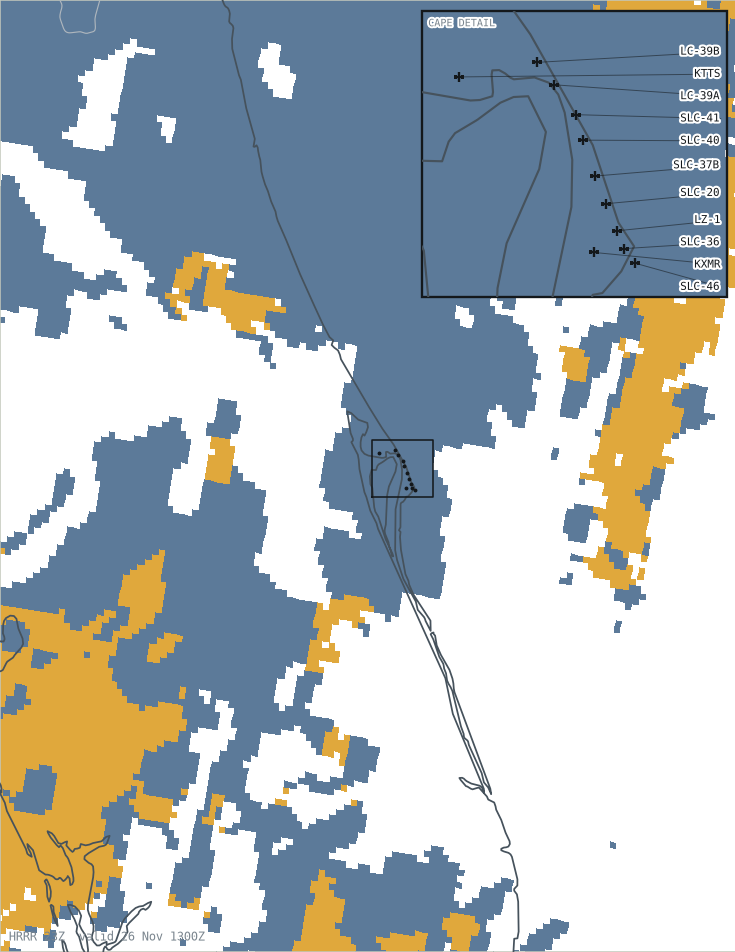 CAPE DETAIL
LC-39B
KTTS
LC-39A
SLC-41
SLC-40
SLC-37B
SLC-20
LZ-1
SLC-36
KXMR
SLC-46
valid 26 Nov 1300Z
HRRR